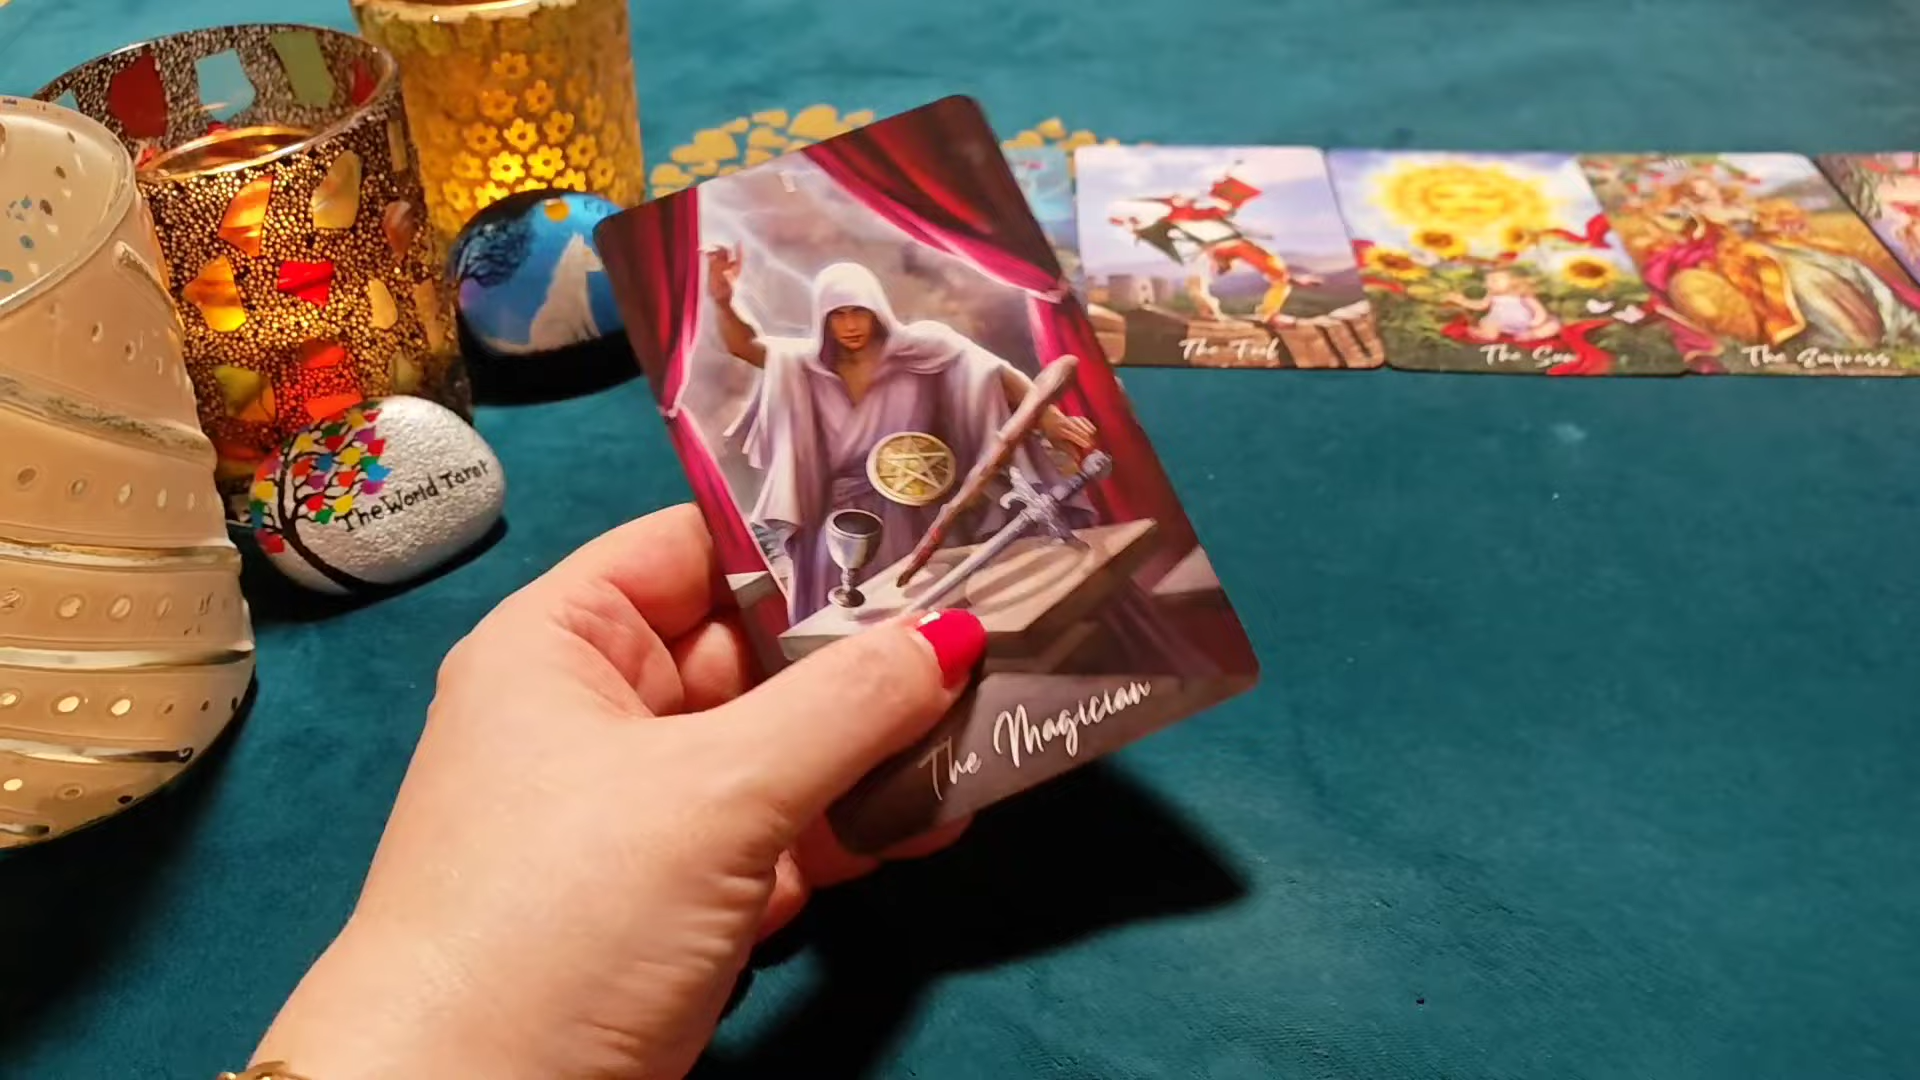 The Fool
The Sun
The Empress
The World Tarot
The Magician